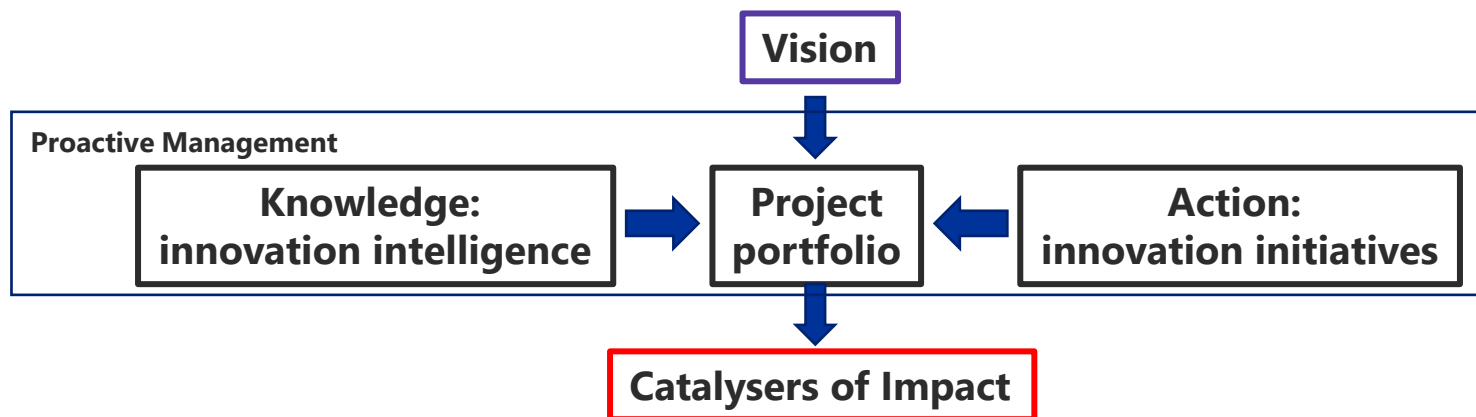 Vision
Proactive Management
Knowledge:
innovation intelligence
Project
portfolio
Action:
innovation initiatives
Catalysers of Impact